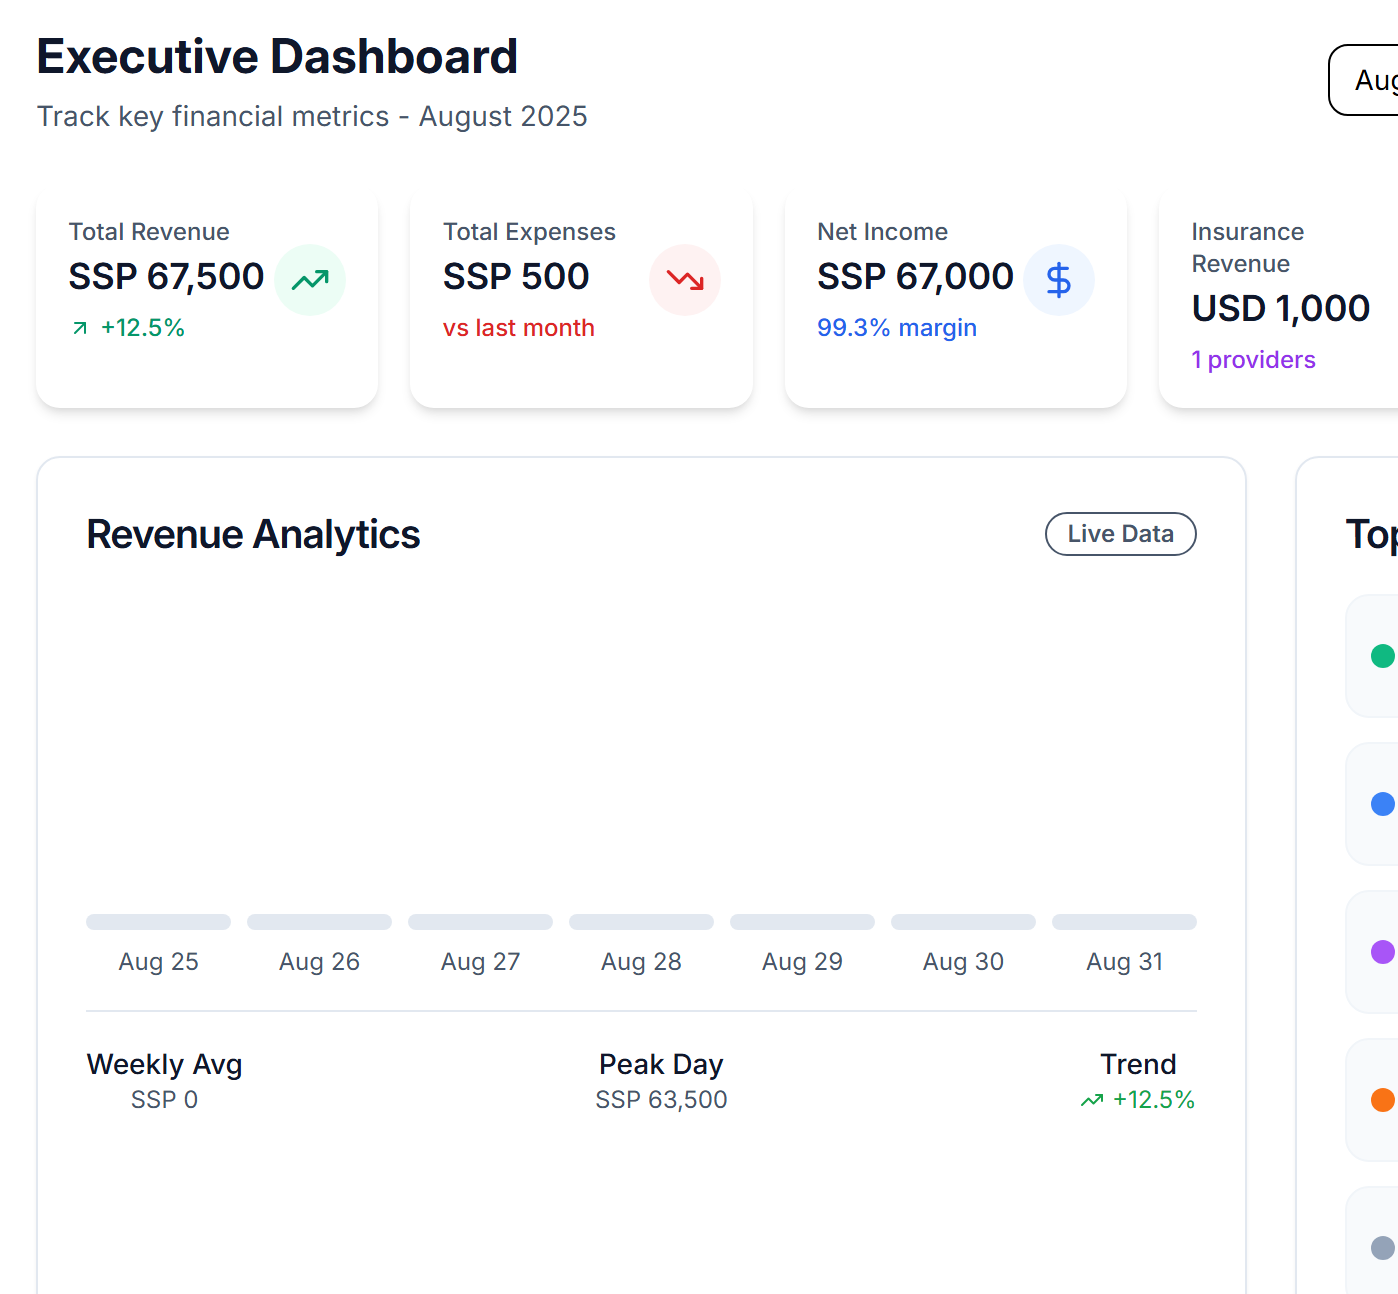 Executive Dashboard
Track key financial metrics - August 2025
Aug
Total Revenue
SSP 67,500
+12.5%
Total Expenses
SSP 500
vs last month
Net Income
SSP 67,000
99.3% margin
Insurance
Revenue
USD 1,000
1 providers
Revenue Analytics
Live Data
Aug 25
Aug 26
Aug 27
Aug 28
Aug 29
Aug 30
Aug 31
Weekly Avg
SSP 0
Peak Day
SSP 63,500
Trend
+12.5%
Top